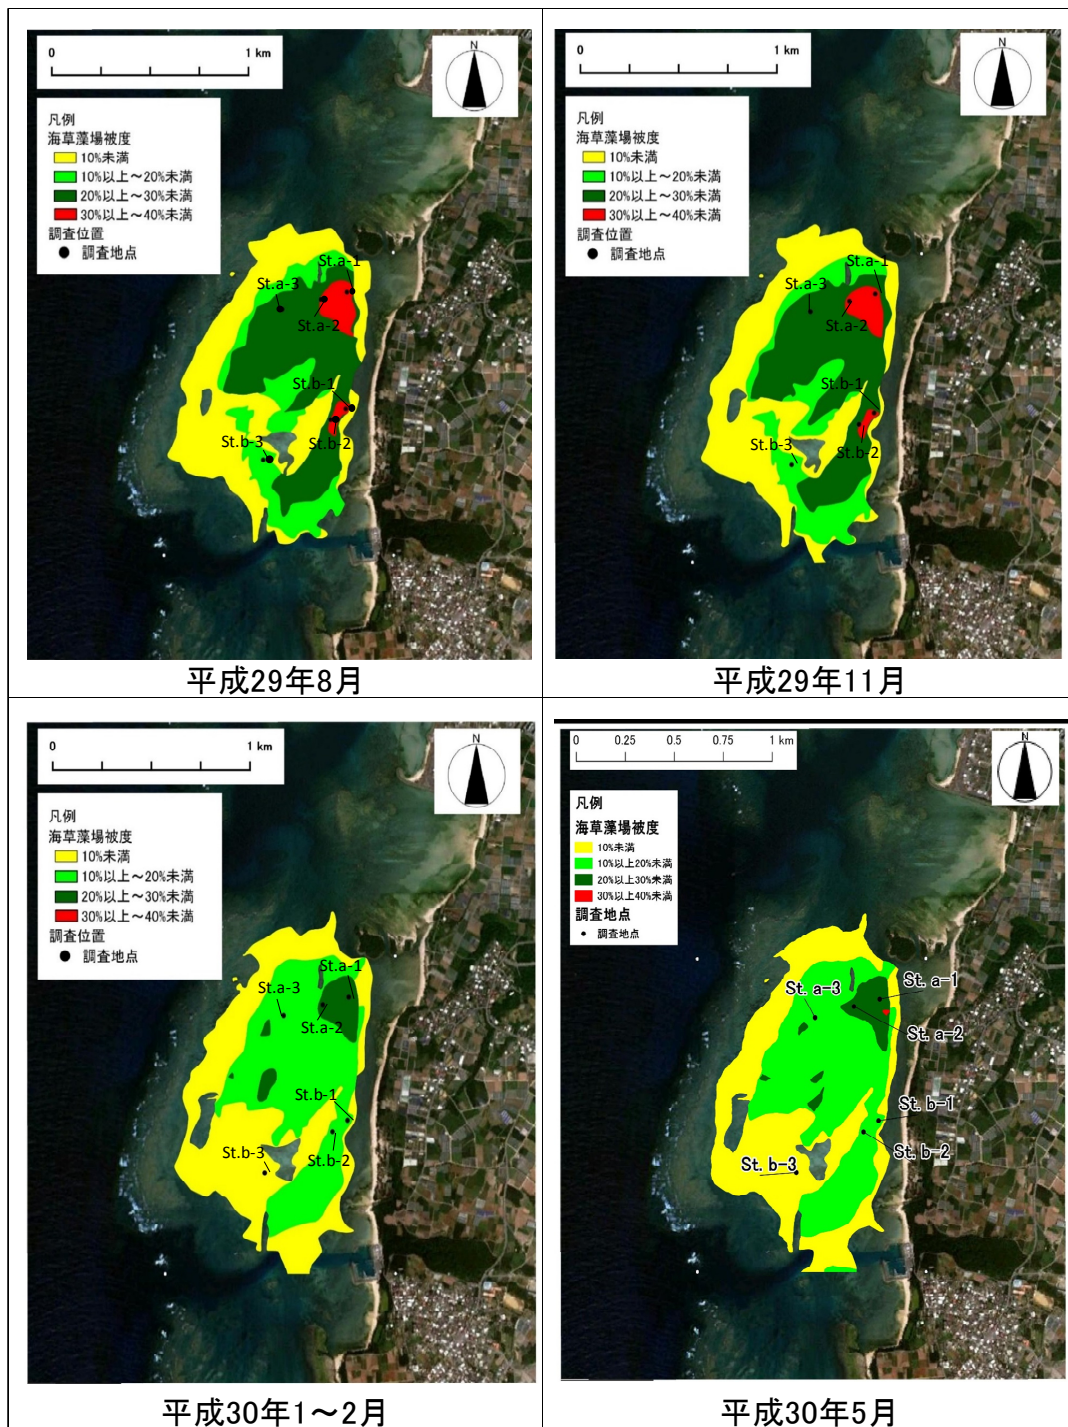 0 1 km
N
凡例
海草藻場被度
10%未満
10%以上～20%未満
20%以上～30%未満
30%以上～40%未満
調査位置
調査地点
St.a-1
St.a-3
St.a-2
St.b-1
St.b-2
St.b-3
平成29年8月
0 1 km
N
凡例
海草藻場被度
10%未満
10%以上～20%未満
20%以上～30%未満
30%以上～40%未満
調査位置
調査地点
St.a-1
St.a-3
St.a-2
St.b-1
St.b-3
St.b-2
平成29年11月
0 1 km
N
凡例
海草藻場被度
10%未満
10%以上～20%未満
20%以上～30%未満
30%以上～40%未満
調査位置
調査地点
St.a-1
St.a-3
St.a-2
St.b-1
St.b-3
St.b-2
平成30年1～2月
0 0.25 0.5 0.75 1 km
N
凡例
海草藻場被度
10%未満
10%以上20%未満
20%以上30%未満
30%以上40%未満
調査地点
調査地点
St. a-1
St. a-3
St. a-2
St. b-1
St. b-2
St. b-3
平成30年5月